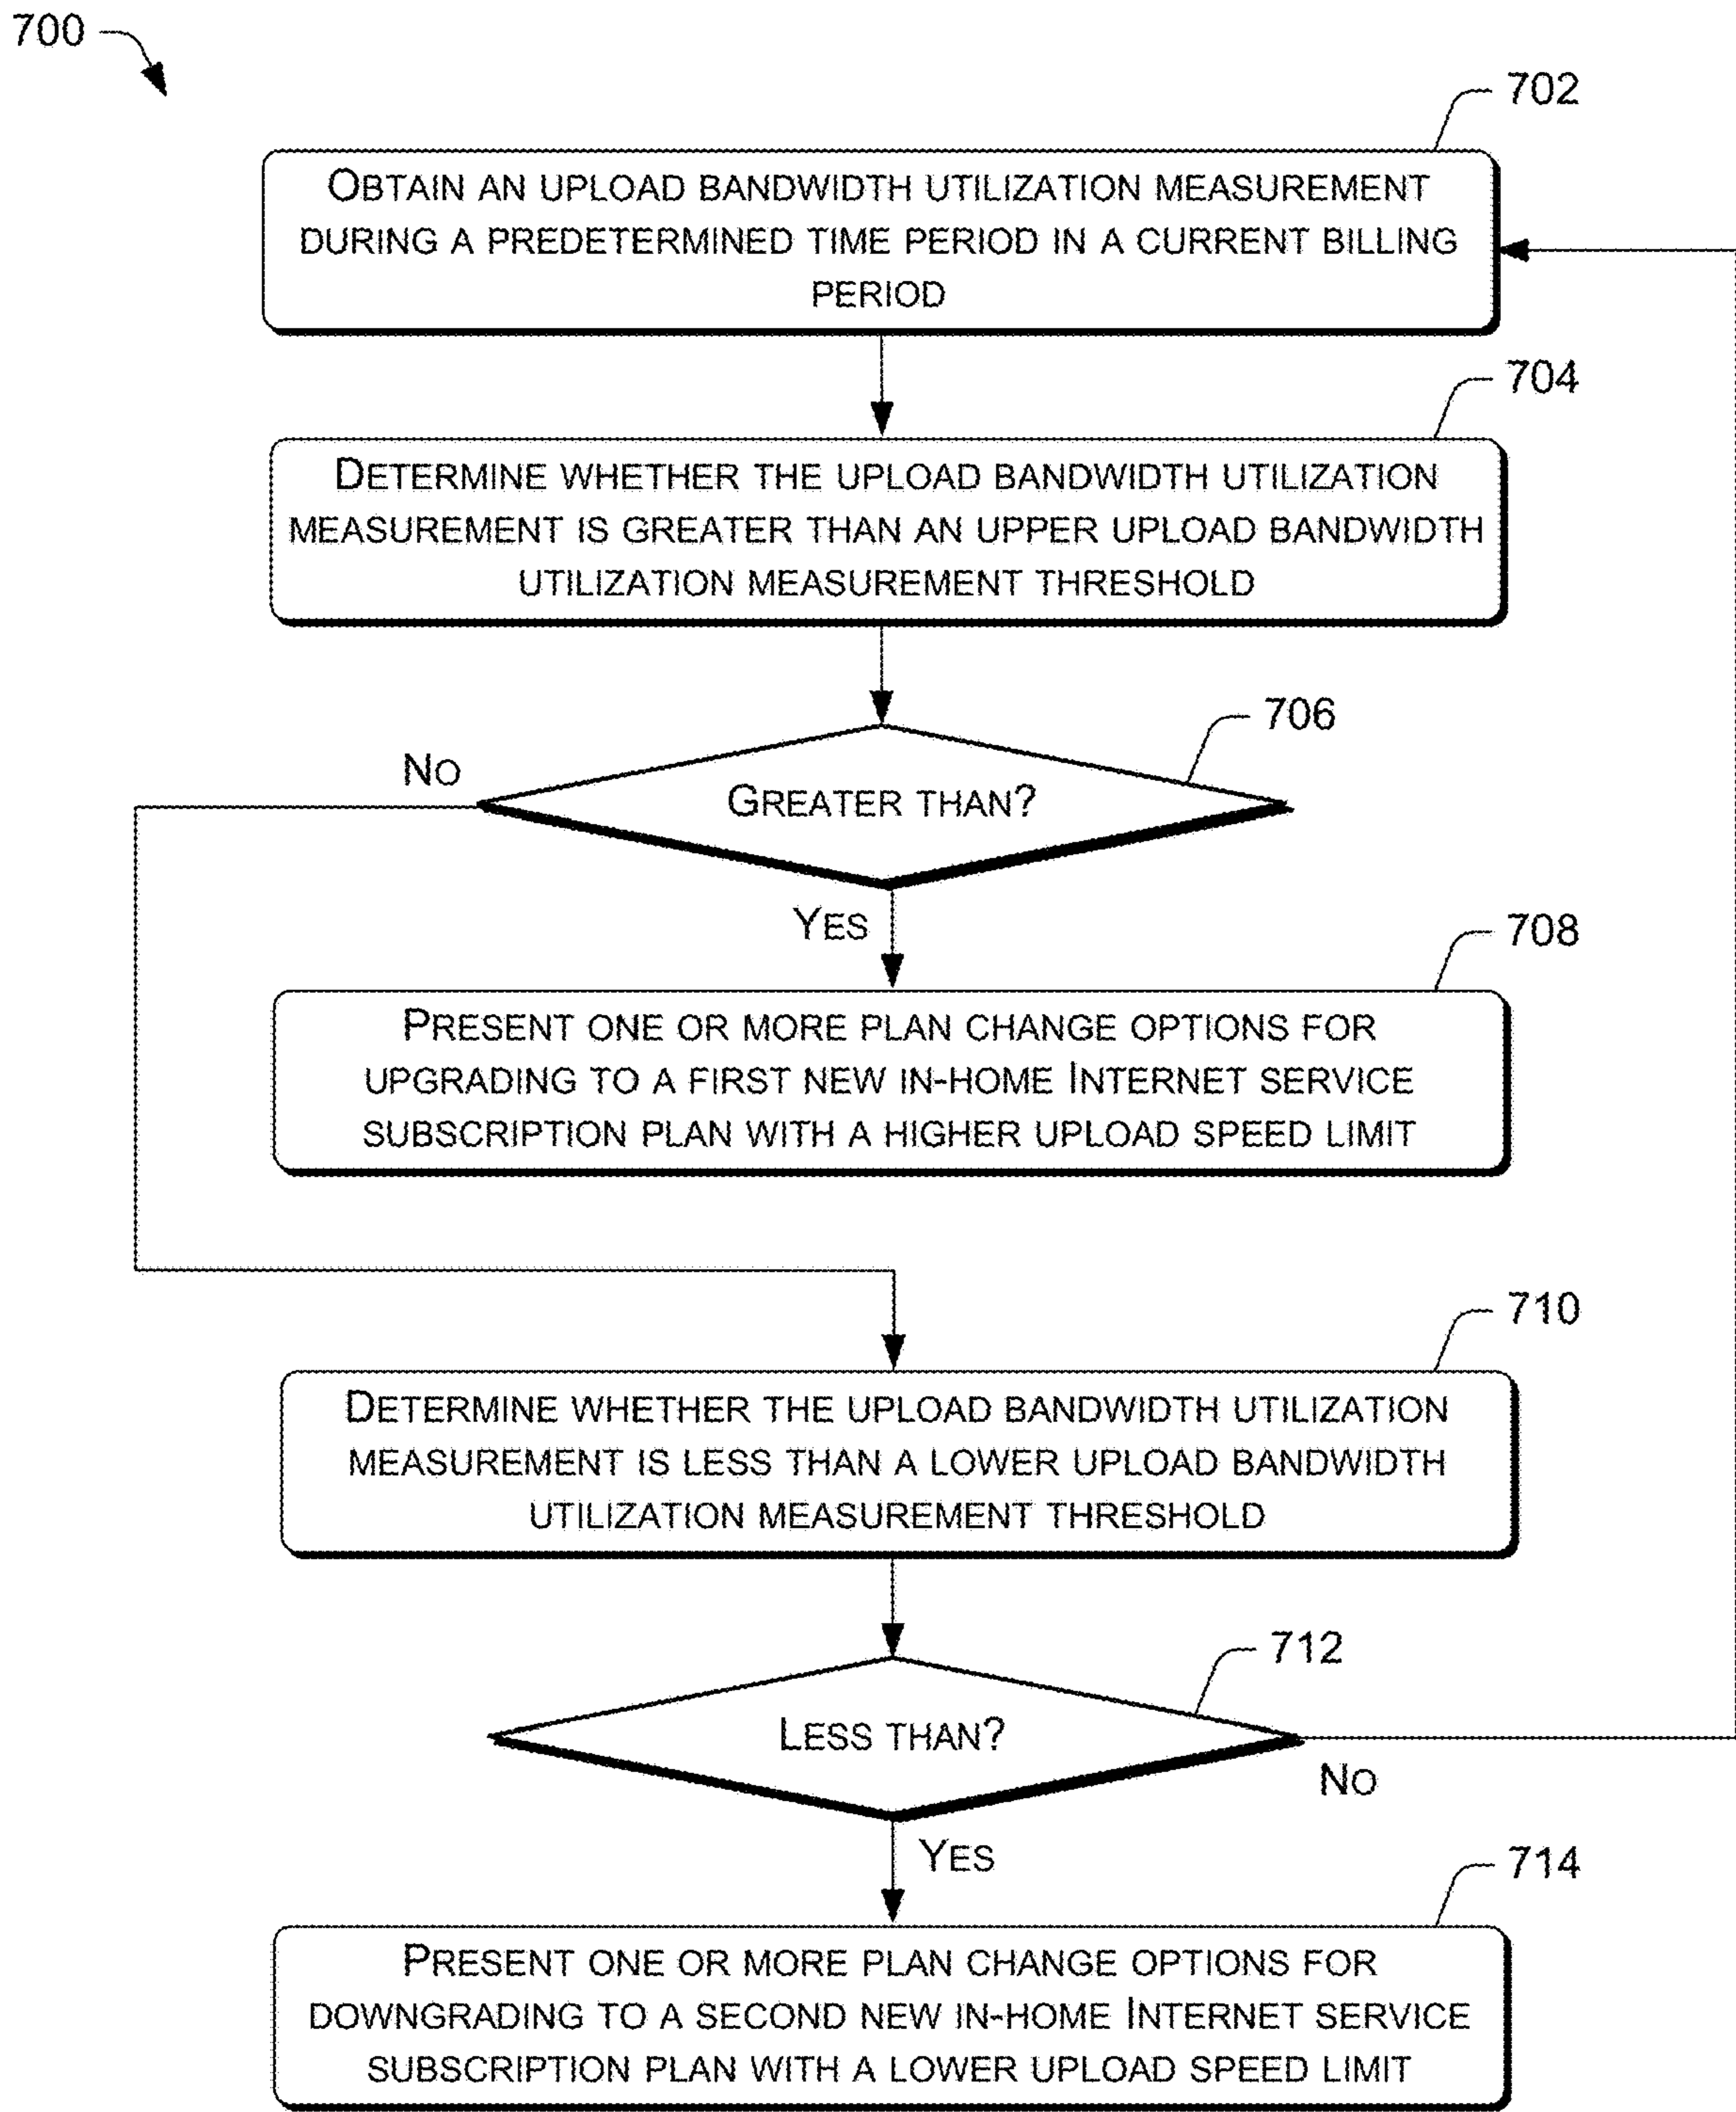 700
702
OBTAIN AN UPLOAD BANDWIDTH UTILIZATION MEASUREMENT
DURING A PREDETERMINED TIME PERIOD IN A CURRENT BILLING
PERIOD
704
DETERMINE WHETHER THE UPLOAD BANDWIDTH UTILIZATION
MEASUREMENT IS GREATER THAN AN UPPER UPLOAD BANDWIDTH
UTILIZATION MEASUREMENT THRESHOLD
706
NO
GREATER THAN?
YES
708
PRESENT ONE OR MORE PLAN CHANGE OPTIONS FOR
UPGRADING TO A FIRST NEW IN-HOME INTERNET SERVICE
SUBSCRIPTION PLAN WITH A HIGHER UPLOAD SPEED LIMIT
710
DETERMINE WHETHER THE UPLOAD BANDWIDTH UTILIZATION
MEASUREMENT IS LESS THAN A LOWER UPLOAD BANDWIDTH
UTILIZATION MEASUREMENT THRESHOLD
712
LESS THAN?
NO
YES
714
PRESENT ONE OR MORE PLAN CHANGE OPTIONS FOR
DOWNGRADING TO A SECOND NEW IN-HOME INTERNET SERVICE
SUBSCRIPTION PLAN WITH A LOWER UPLOAD SPEED LIMIT